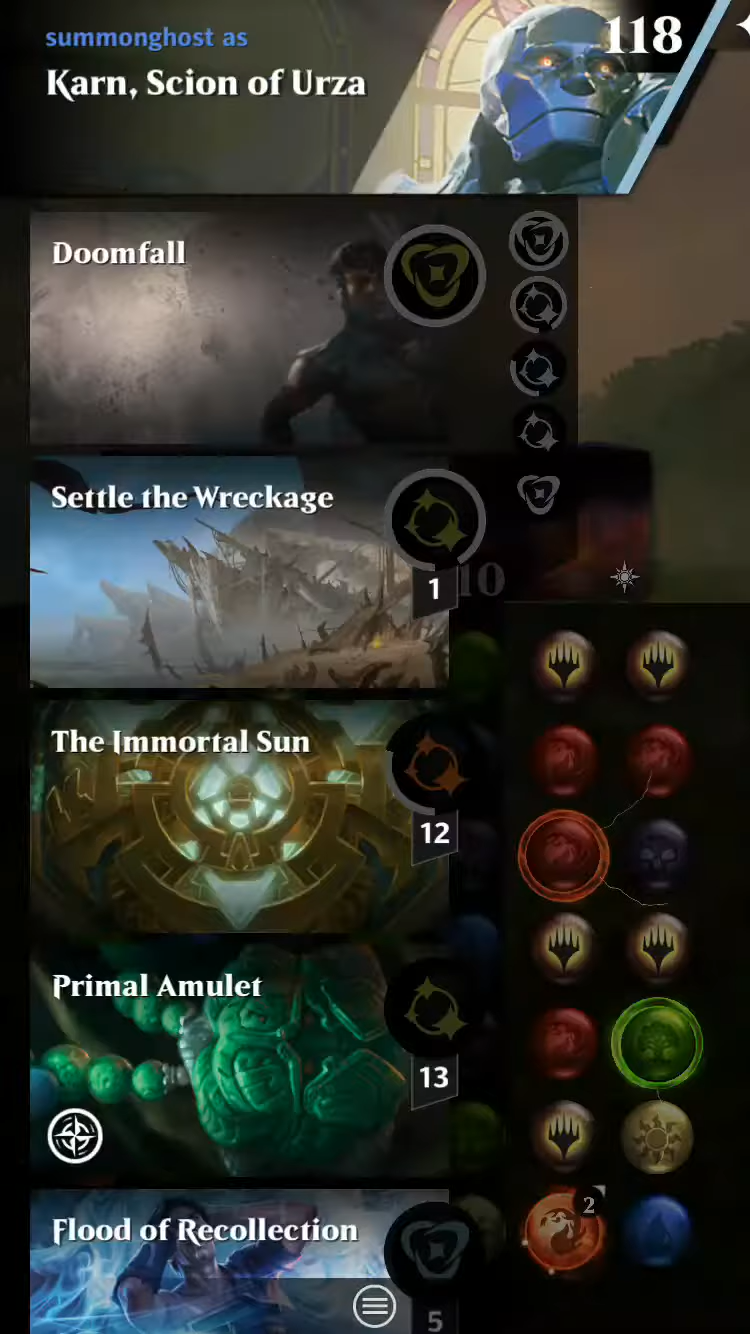 summonghost as
118
Karn, Scion of Urza
Doomfall
Settle the Wreckage
1
10
The Immortal Sun
12
Primal Amulet
13
2
Flood of Recollection
5